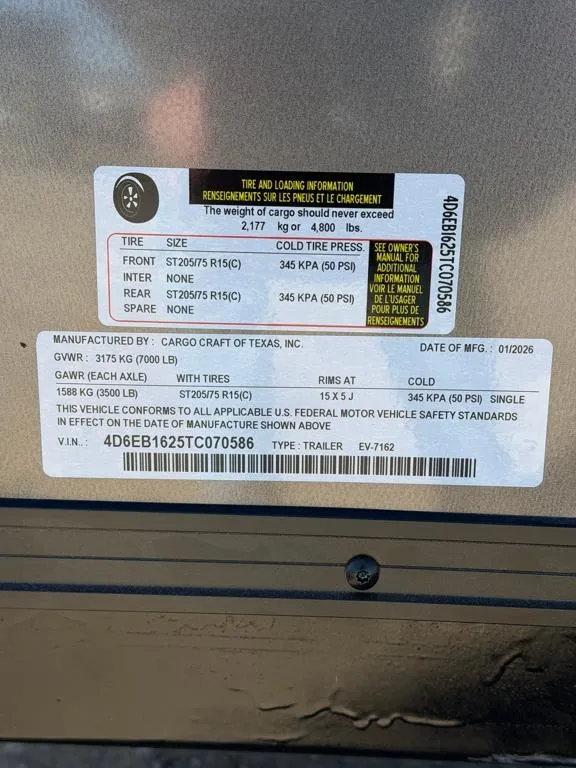 TIRE AND LOADING INFORMATION
RENSEIGNEMENTS SUR LES PNEUS ET LE CHARGEMENT
The weight of cargo should never exceed
2,177 kg or 4,800 lbs.
TIRE SIZE COLD TIRE PRESS.
FRONT ST205/75 R15(C) 345 KPA (50 PSI)
INTER NONE
REAR ST205/75 R15(C) 345 KPA (50 PSI)
SPARE NONE
SEE OWNER'S
MANUAL FOR
ADDITIONAL
INFORMATION
VOIR LE MANUEL
DE L'USAGER
POUR PLUS DE
RENSEIGNEMENTS
4D6EB1625TC070586
MANUFACTURED BY: CARGO CRAFT OF TEXAS, INC. DATE OF MFG.: 01/2026
GVWR: 3175 KG (7000 LB)
GAWR (EACH AXLE) WITH TIRES RIMS AT COLD
1588 KG (3500 LB) ST205/75 R15(C) 15 X 5 J 345 KPA (50 PSI) SINGLE
THIS VEHICLE CONFORMS TO ALL APPLICABLE U.S. FEDERAL MOTOR VEHICLE SAFETY STANDARDS
IN EFFECT ON THE DATE OF MANUFACTURE SHOWN ABOVE
V.I.N..: 4D6EB1625TC070586 TYPE: TRAILER EV-7162